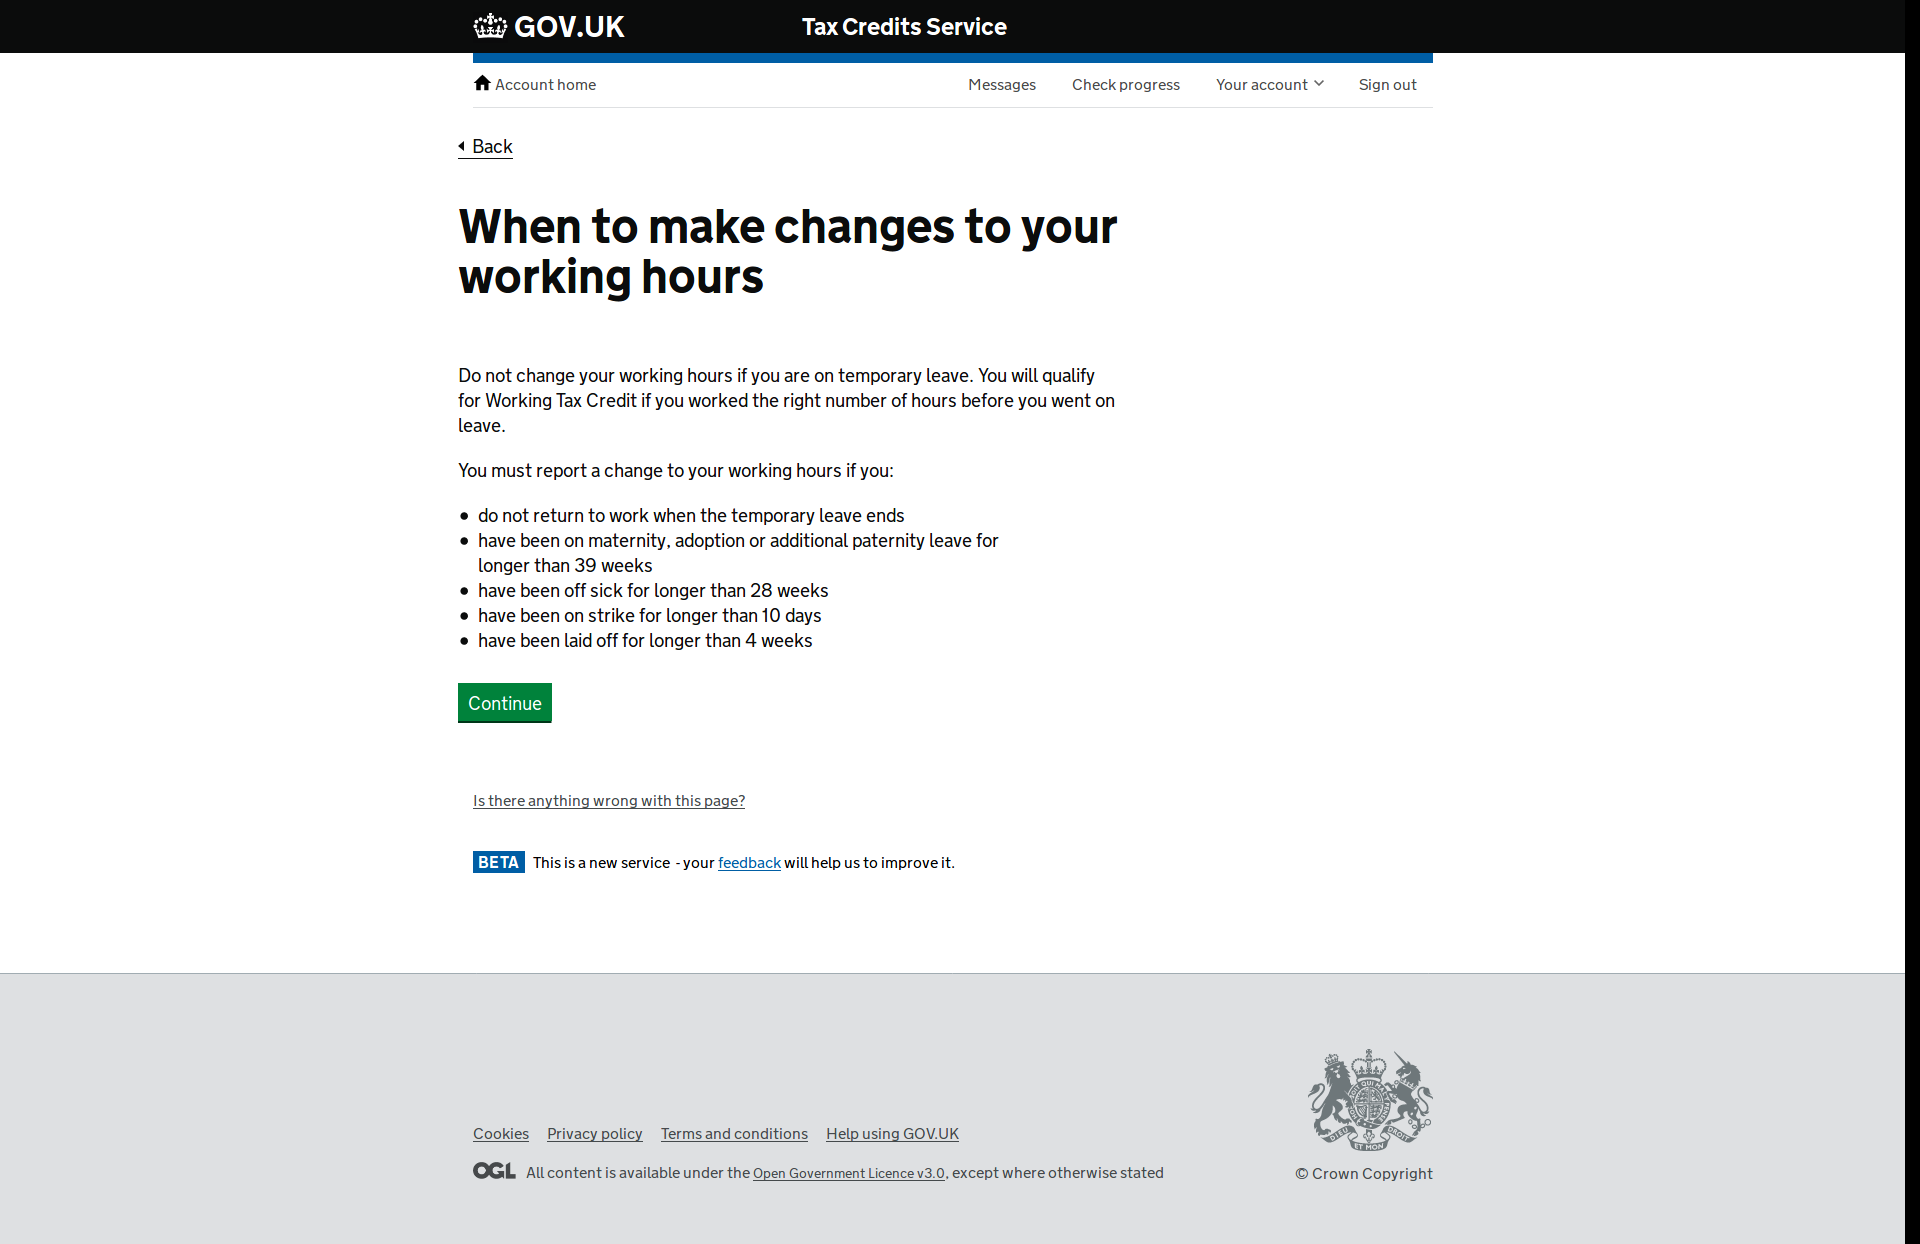 GOV.UK Tax Credits Service
Account home Messages Check progress Your account Sign out
Back
When to make changes to your
working hours
Do not change your working hours if you are on temporary leave. You will qualify
for Working Tax Credit if you worked the right number of hours before you went on
leave.
You must report a change to your working hours if you:
• do not return to work when the temporary leave ends
• have been on maternity, adoption or additional paternity leave for
longer than 39 weeks
• have been off sick for longer than 28 weeks
• have been on strike for longer than 10 days
• have been laid off for longer than 4 weeks
Continue
Is there anything wrong with this page?
BETA This is a new service - your feedback will help us to improve it.
Cookies Privacy policy Terms and conditions Help using GOV.UK
OGL All content is available under the Open Government Licence v3.0, except where otherwise stated
DIEU ET MON DROIT
© Crown Copyright